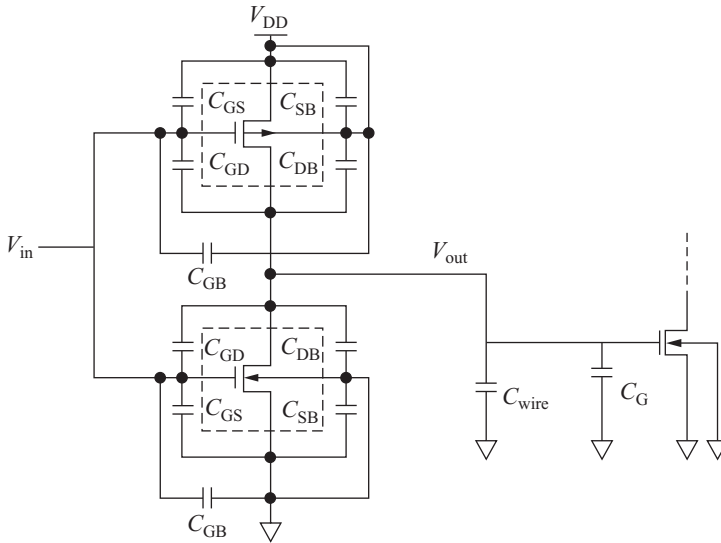 V_DD
C_GS
C_SB
C_GD
C_DB
V_in
C_GB
V_out
C_GD
C_DB
C_GS
C_SB
C_wire
C_G
C_GB